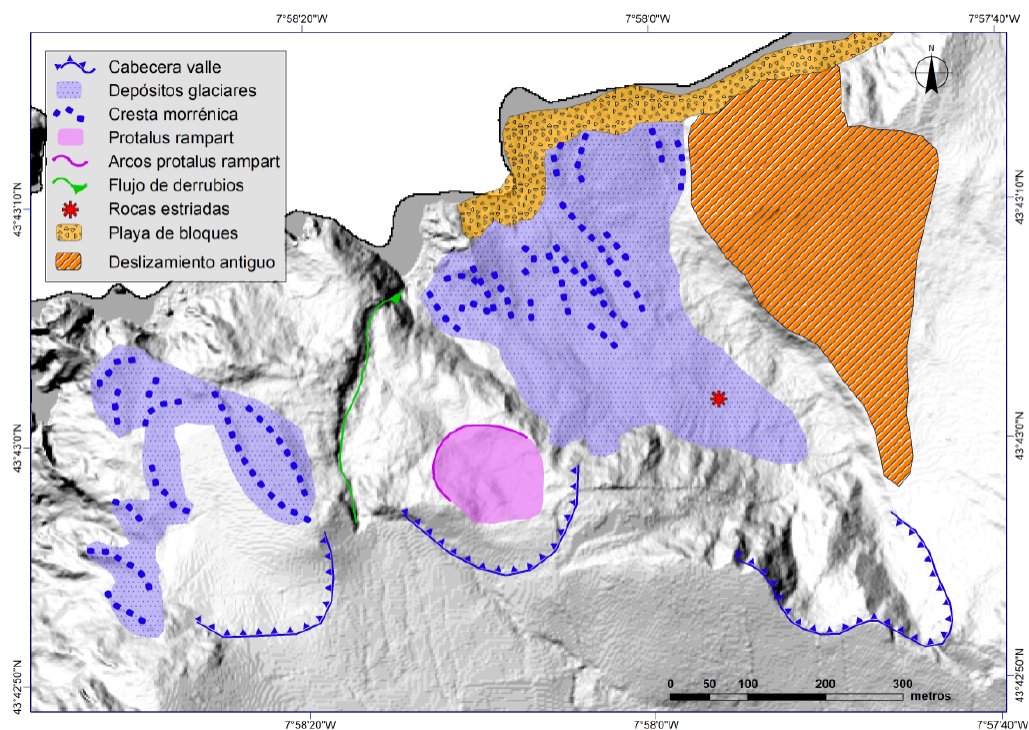 7°58'20"W
7°58'0"W
7°57'40"W
N
Cabecera valle
Depósitos glaciares
Cresta morrénica
Protalus rampart
Arcos protalus rampart
Flujo de derrubios
Rocas estriadas
Playa de bloques
Deslizamiento antiguo
43°43'10"N
43°43'10"N
43°43'0"N
43°43'0"N
43°42'50"N
43°42'50"N
0 50 100 200 300
metros
7°58'20"W
7°58'0"W
7°57'40"W